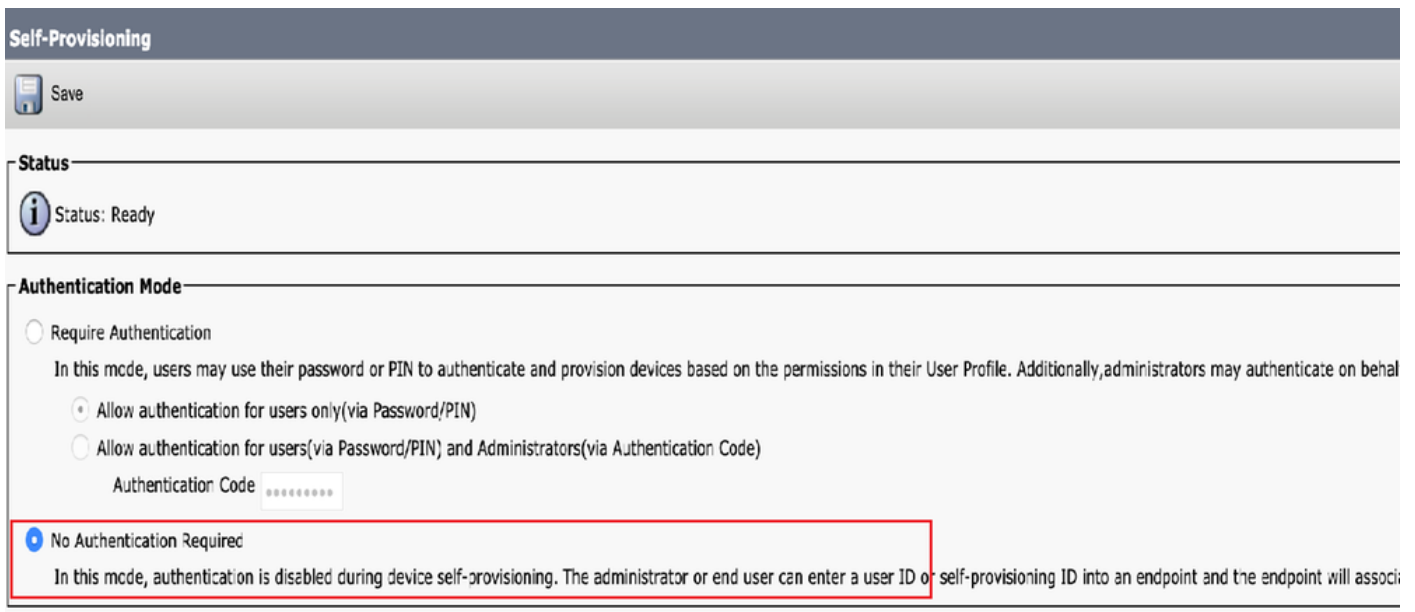 Self-Provisioning
Save
Status
i
Status: Ready
Authentication Mode
Require Authentication
In this mode, users may use their password or PIN to authenticate and provision devices based on the permissions in their User Profile. Additionally,administrators may authenticate on behal
Allow authentication for users only(via Password/PIN)
Allow authentication for users(via Password/PIN) and Administrators(via Authentication Code)
Authentication Code •••••••••
No Authentication Required
In this mode, authentication is disabled during device self-provisioning. The administrator or end user can enter a user ID or self-provisioning ID into an endpoint and the endpoint will associa